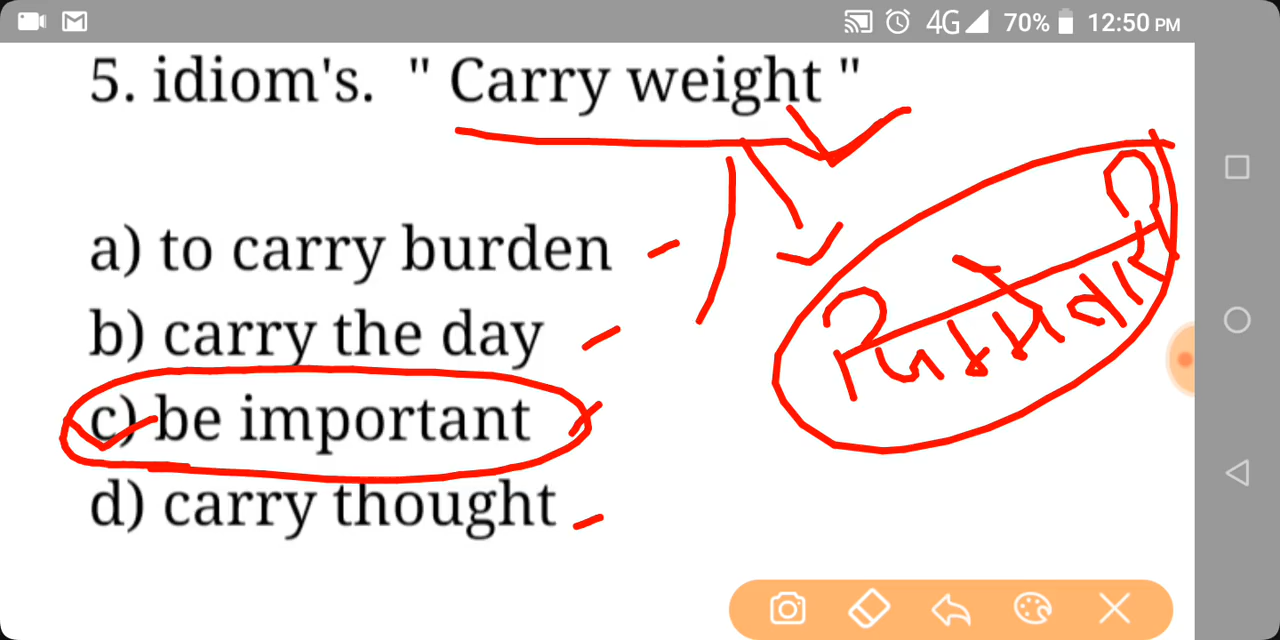 4G 70% 12:50 PM
5. idiom's. " Carry weight "
a) to carry burden
b) carry the day
c) be important
d) carry thought